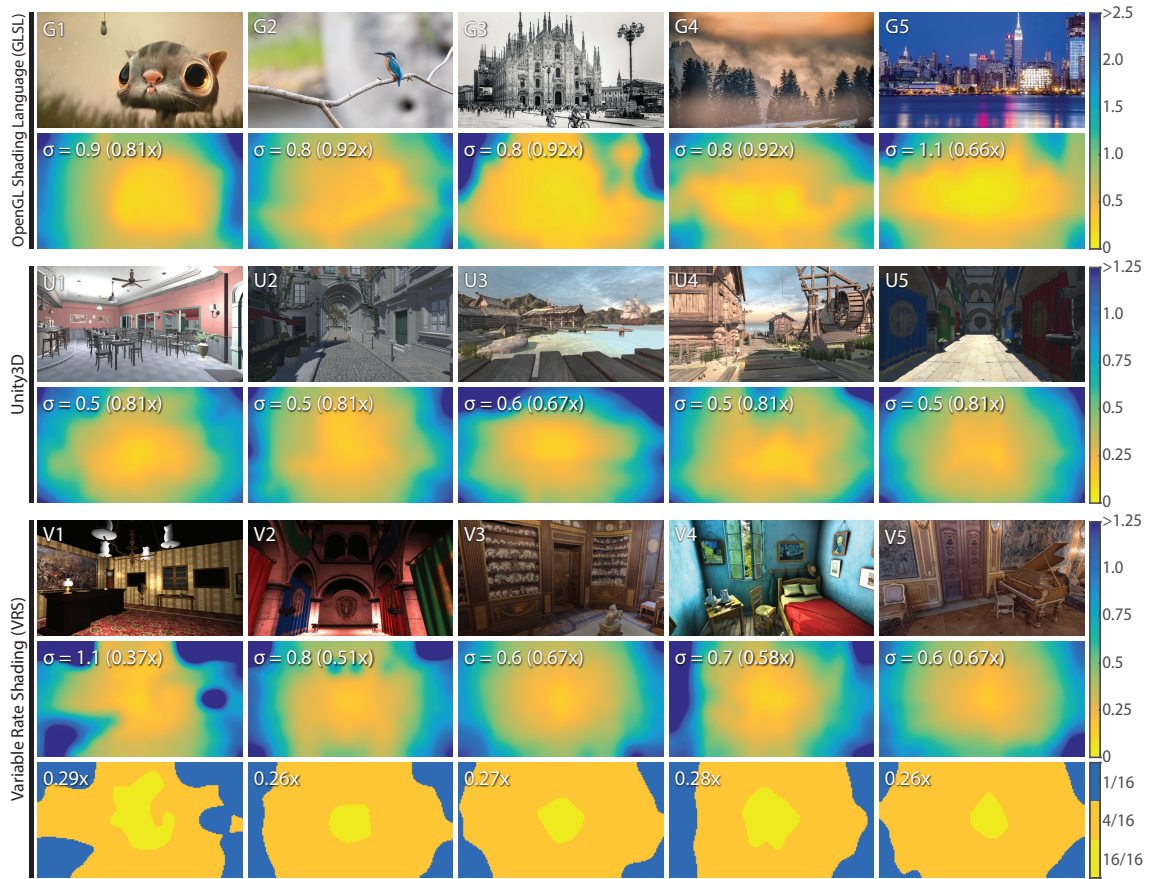 OpenGL Shading Language (GLSL)
G1 G2 G3 G4 G5
>2.5
2.0
1.5
1.0
0.5
0
σ = 0.9 (0.81x) σ = 0.8 (0.92x) σ = 0.8 (0.92x) σ = 0.8 (0.92x) σ = 1.1 (0.66x)
Unity3D
U1 U2 U3 U4 U5
>1.25
1.0
0.75
0.5
0.25
0
σ = 0.5 (0.81x) σ = 0.5 (0.81x) σ = 0.6 (0.67x) σ = 0.5 (0.81x) σ = 0.5 (0.81x)
Variable Rate Shading (VRS)
V1 V2 V3 V4 V5
>1.25
1.0
0.75
0.5
0.25
0
σ = 1.1 (0.37x) σ = 0.8 (0.51x) σ = 0.6 (0.67x) σ = 0.7 (0.58x) σ = 0.6 (0.67x)
0.29x 0.26x 0.27x 0.28x 0.26x
1/16
4/16
16/16